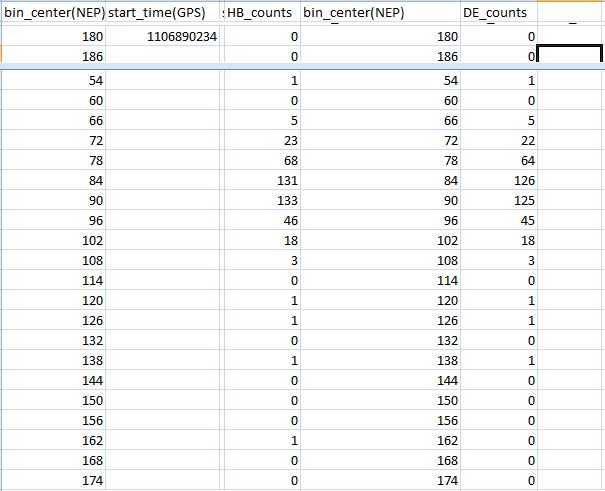 bin_center(NEP) start_time(GPS) HB_counts bin_center(NEP) DE_counts
180 1106890234 0 180 0
186 0 186 0
54 1 54 1
60 0 60 0
66 5 66 5
72 23 72 22
78 68 78 64
84 131 84 126
90 133 90 125
96 46 96 45
102 18 102 18
108 3 108 3
114 0 114 0
120 1 120 1
126 1 126 1
132 0 132 0
138 1 138 1
144 0 144 0
150 0 150 0
156 0 156 0
162 1 162 0
168 0 168 0
174 0 174 0